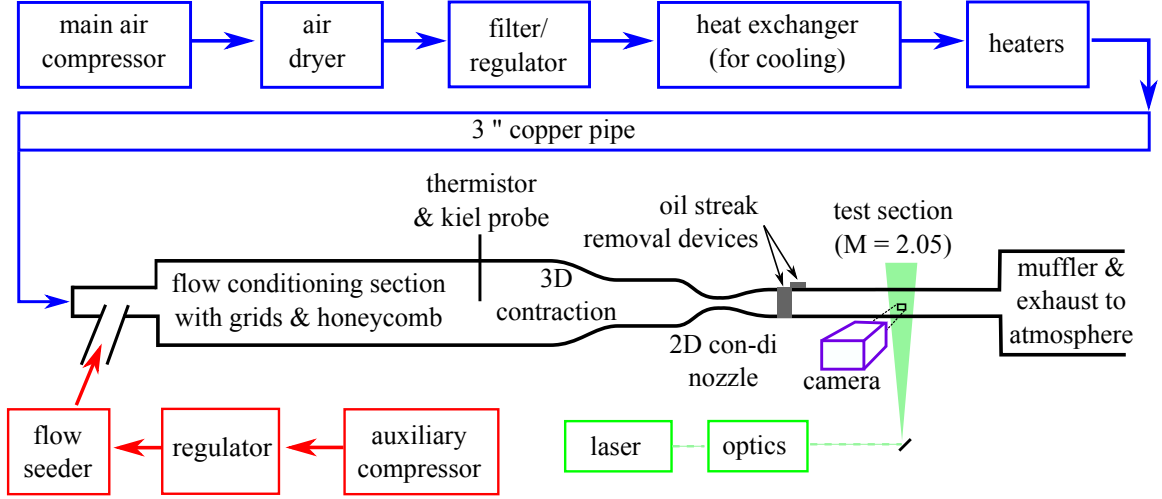 main air
compressor
air
dryer
filter/
regulator
heat exchanger
(for cooling)
heaters
3 " copper pipe
thermistor
& kiel probe
oil streak
removal devices
test section
(M = 2.05)
flow conditioning section
with grids & honeycomb
3D
contraction
2D con-di
nozzle
camera
muffler &
exhaust to
atmosphere
flow
seeder
regulator
auxiliary
compressor
laser
optics